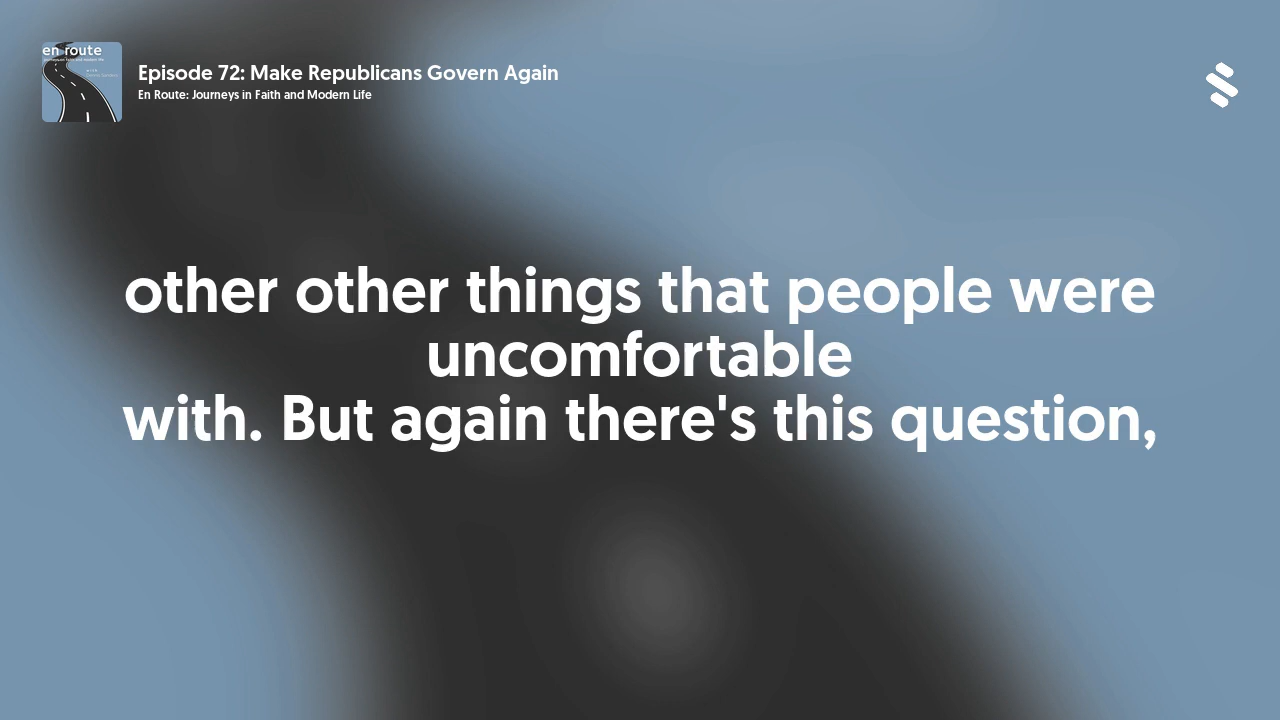 en route
Episode 72: Make Republicans Govern Again
En Route: Journeys in Faith and Modern Life
other other things that people were
uncomfortable
with. But again there's this question,